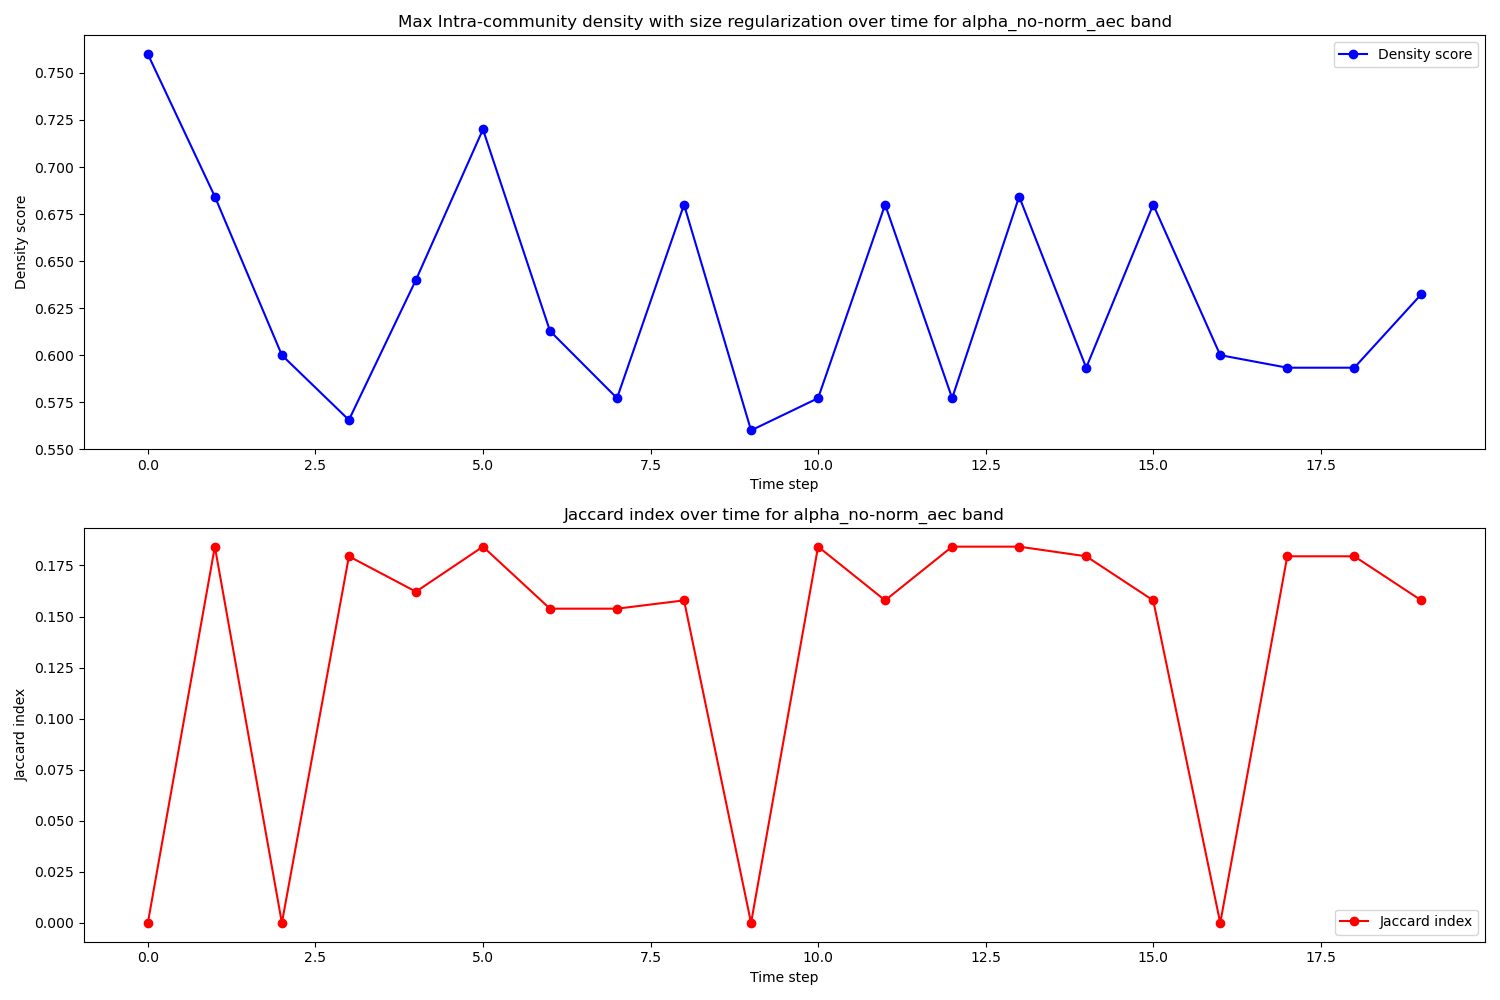 Max Intra-community density with size regularization over time for alpha_no-norm_aec band
Density score
0.750
0.725
0.700
0.675
0.650
0.625
0.600
0.575
0.550
Density score
0.0 2.5 5.0 7.5 10.0 12.5 15.0 17.5
Time step
Jaccard index over time for alpha_no-norm_aec band
0.175
0.150
0.125
0.100
0.075
0.050
0.025
0.000
Jaccard index
Jaccard index
0.0 2.5 5.0 7.5 10.0 12.5 15.0 17.5
Time step